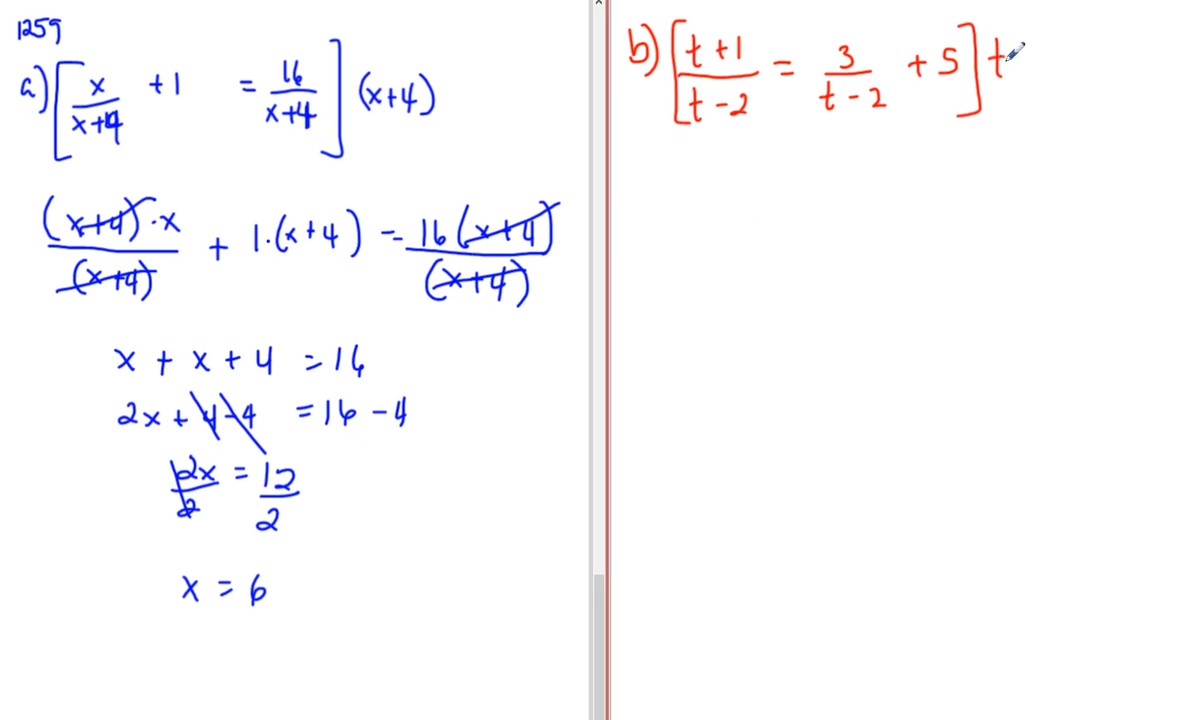 1259
a) [ x/(x+4) + 1 = 16/(x+4) ] (x+4)
(x+4)·x/(x+4) + 1·(x+4) = 16(x+4)/(x+4)
x + x + 4 = 16
2x + 4 - 4 = 16 - 4
2x/2 = 12/2
x = 6
b) [ t+1/t-2 = 3/t-2 + 5 ] t